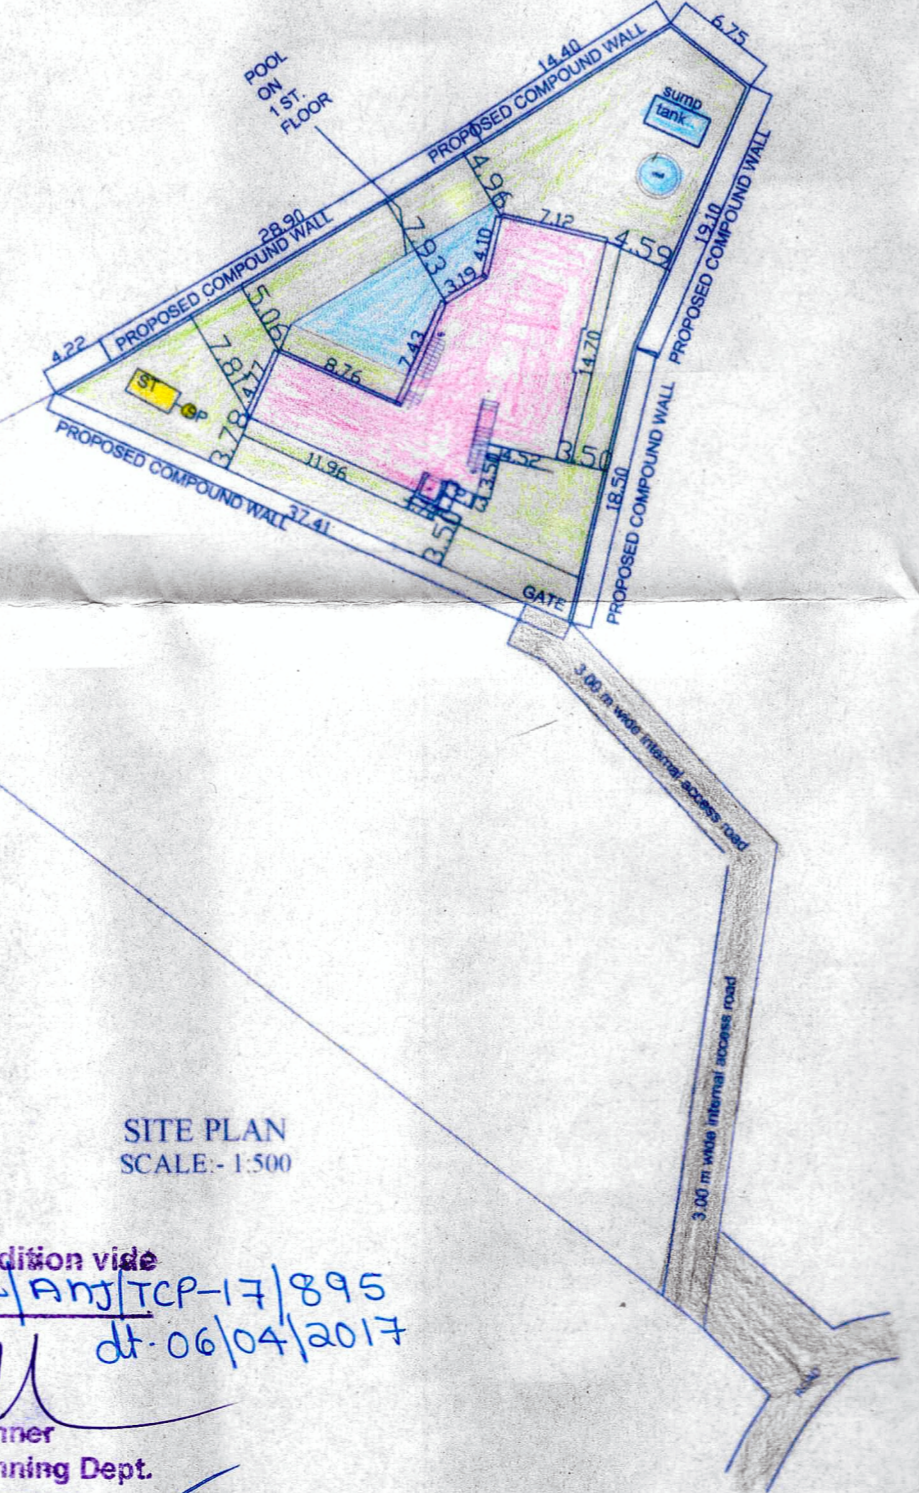 6.75
14.40
PROPOSED COMPOUND WALL
POOL
ON
1 ST.
FLOOR
sump
tank
4.96
7.12
4.59
19.10
PROPOSED COMPOUND WALL
28.90
PROPOSED COMPOUND WALL
7.93
4.10
3.19
5.06
7.43
14.70
4.22
7.81
4.77
8.76
ST
SP
3.78
11.96
4.52
3.50
3.35
18.50
PROPOSED COMPOUND WALL
PROPOSED COMPOUND WALL
37.41
3.50
GATE
3.00 m wide internal access road
3.00 m wide internal access road
SITE PLAN
SCALE:- 1:500
dition vide
/ANJ/TCP-17/895
dt. 06/04/2017
nner
nning Dept.
ROAD